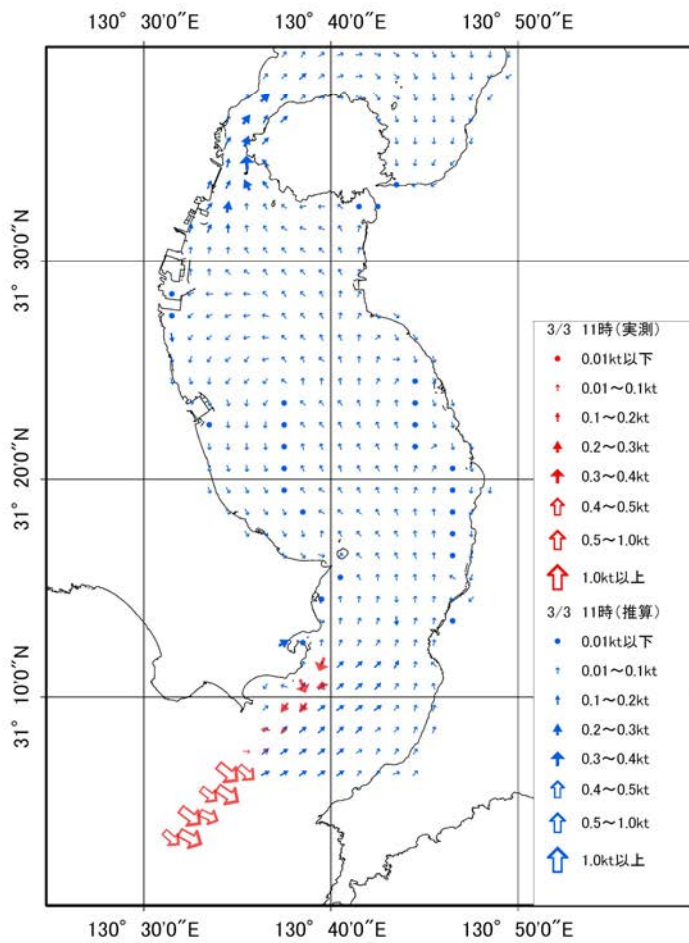 130° 30′0″E 130° 40′0″E 130° 50′0″E
31° 30′0″N
31° 20′0″N
31° 10′0″N
3/3 11時(実測)
0.01kt以下
0.01～0.1kt
0.1～0.2kt
0.2～0.3kt
0.3～0.4kt
0.4～0.5kt
0.5～1.0kt
1.0kt以上
3/3 11時(推算)
0.01kt以下
0.01～0.1kt
0.1～0.2kt
0.2～0.3kt
0.3～0.4kt
0.4～0.5kt
0.5～1.0kt
1.0kt以上
130° 30′0″E 130° 40′0″E 130° 50′0″E